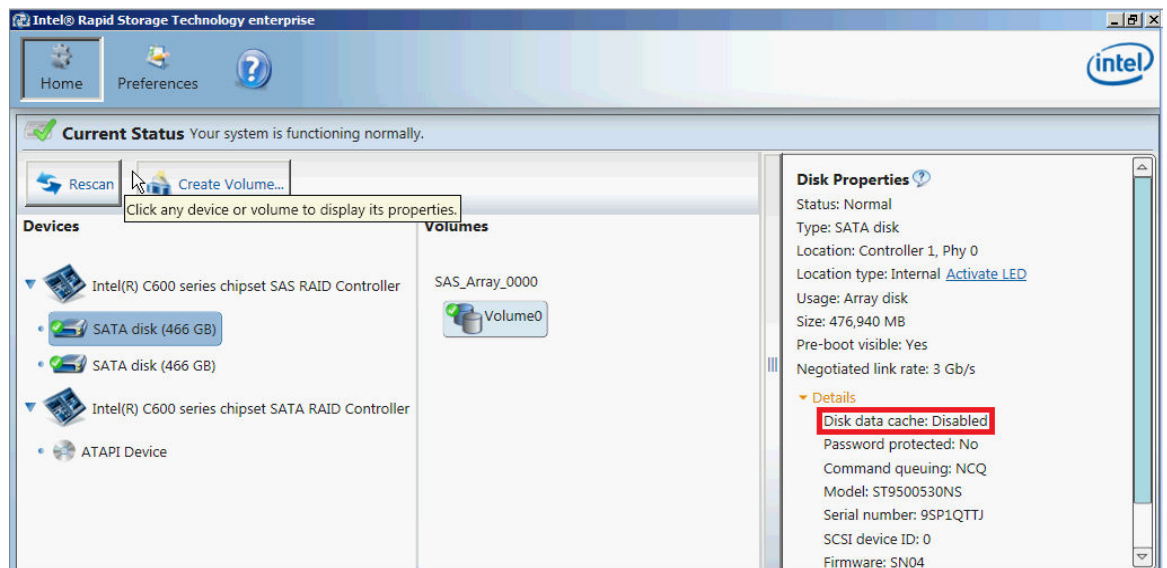 Intel® Rapid Storage Technology enterprise
Home
Preferences
intel
Current Status Your system is functioning normally.
Rescan
Create Volume...
Click any device or volume to display its properties.
Devices
Intel(R) C600 series chipset SAS RAID Controller
SATA disk (466 GB)
SATA disk (466 GB)
Intel(R) C600 series chipset SATA RAID Controller
ATAPI Device
Volumes
SAS_Array_0000
Volume0
Disk Properties
Status: Normal
Type: SATA disk
Location: Controller 1, Phy 0
Location type: Internal Activate LED
Usage: Array disk
Size: 476,940 MB
Pre-boot visible: Yes
Negotiated link rate: 3 Gb/s
Details
Disk data cache: Disabled
Password protected: No
Command queuing: NCQ
Model: ST9500530NS
Serial number: 9SP1QTTJ
SCSI device ID: 0
Firmware: SN04